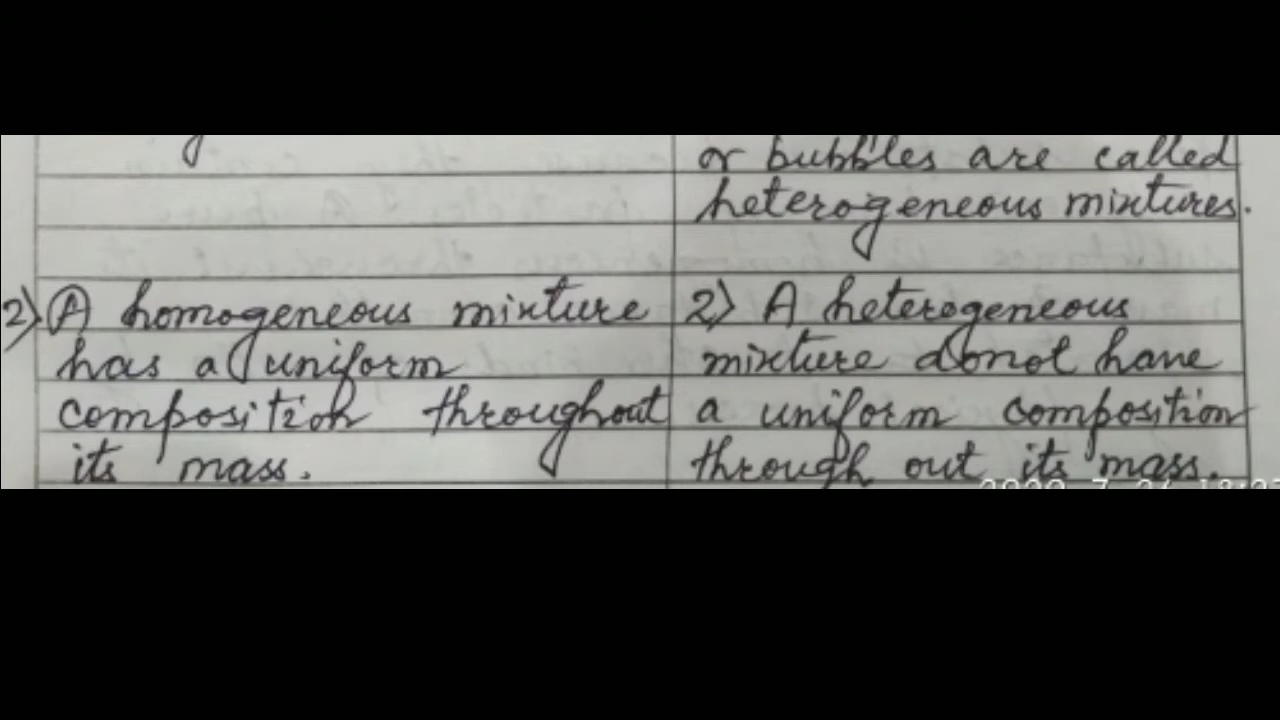 or bubbles are called
heterogeneous mixtures.
2) A homogeneous mixture
has a uniform
composition throughout
its mass.
2) A heterogeneous
mixture donot have
a uniform composition
through out its mass.